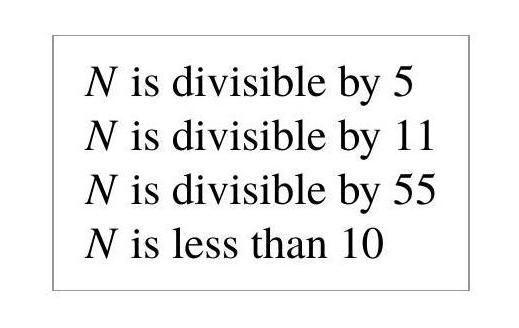 N is divisible by 5
N is divisible by 11
N is divisible by 55
N is less than 10